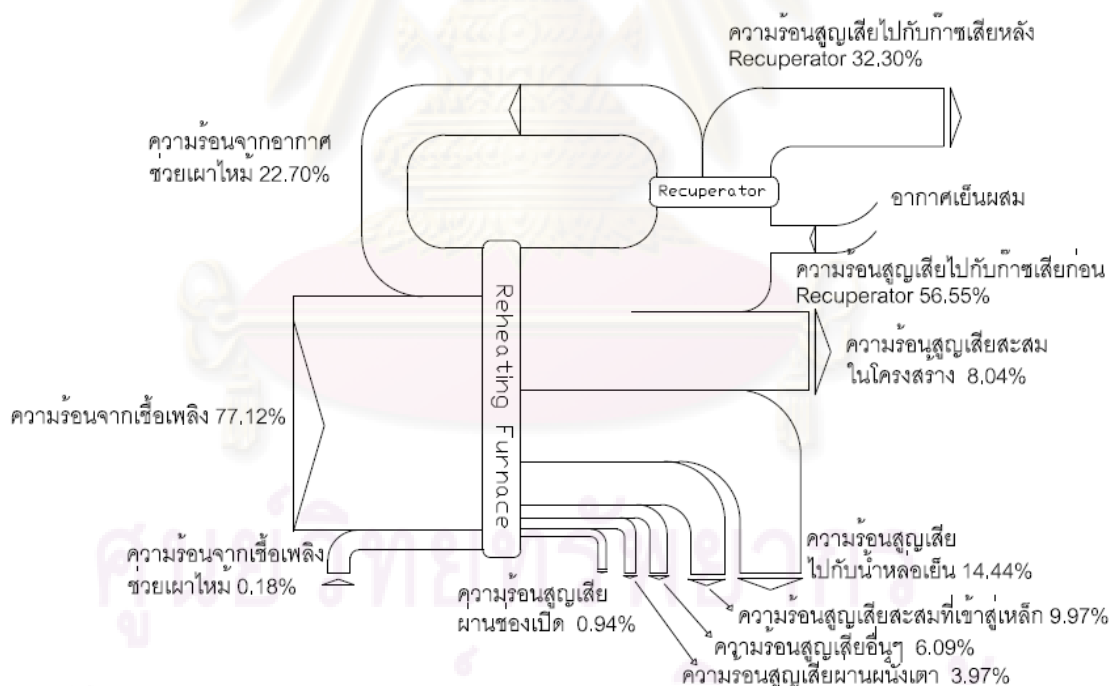 ความร้อนสูญเสียไปกับก๊าซเสียหลัง
Recuperator 32,30%
ความร้อนจากอากาศ
ช่วยเผาไหม้ 22.70%
Recuperator
อากาศเย็นผสม
ความร้อนสูญเสียไปกับก๊าซเสียก่อน
Recuperator 56.55%
Reheating Furnace
ความร้อนสูญเสียสะสม
ในโครงสร้าง 8,04%
ความร้อนจากเชื้อเพลิง 77,12%
ความร้อนจากเชื้อเพลิง
ช่วยเผาไหม้ 0,18%
ความร้อนสูญเสีย
ผ่านช่องเปิด 0.94%
ความร้อนสูญเสีย
ไปกับน้ำหล่อเย็น 14,44%
ความร้อนสูญเสียสะสมที่เข้าสู่เหล็ก 9.97%
ความร้อนสูญเสียอื่นๆ 6.09%
ความร้อนสูญเสียผ่านผนังเตา 3.97%
ศูนย์วิทยทรัพยากร